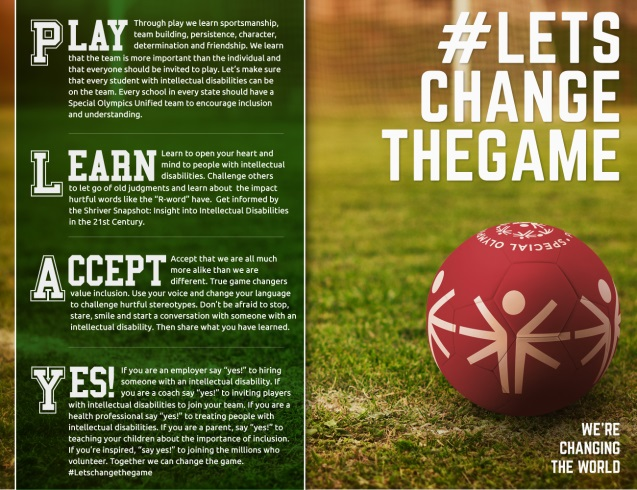 PLAY Through play we learn sportsmanship,
team building, persistence, character,
determination and friendship. We learn
that the team is more important than the individual and
that everyone should be invited to play. Let's make sure
that every student with intellectual disabilities can be
on the team. Every school in every state should have a
Special Olympics Unified team to encourage inclusion
and understanding.
LEARN Learn to open your heart and
mind to people with intellectual
disabilities. Challenge others
to let go of old judgments and learn about the impact
hurtful words like the "R-word" have. Get informed by
the Shriver Snapshot: Insight into Intellectual Disabilities
in the 21st Century.
ACCEPT Accept that we are all much
more alike than we are
different. True game changers
value inclusion. Use your voice and change your language
to challenge hurtful stereotypes. Don't be afraid to stop,
stare, smile and start a conversation with someone with an
intellectual disability. Then share what you have learned.
YES! If you are an employer say "yes!" to hiring
someone with an intellectual disability. If
you are a coach say "yes!" to inviting players
with intellectual disabilities to join your team. If you are a
health professional say "yes!" to treating people with
intellectual disabilities. If you are a parent, say "yes!" to
teaching your children about the importance of inclusion.
If you're inspired, "say yes!" to joining the millions who
volunteer. Together we can change the game.
#Letschangethegame
#LETS
CHANGE
THEGAME
SPECIAL OLYMP
WE'RE
CHANGING
THE WORLD